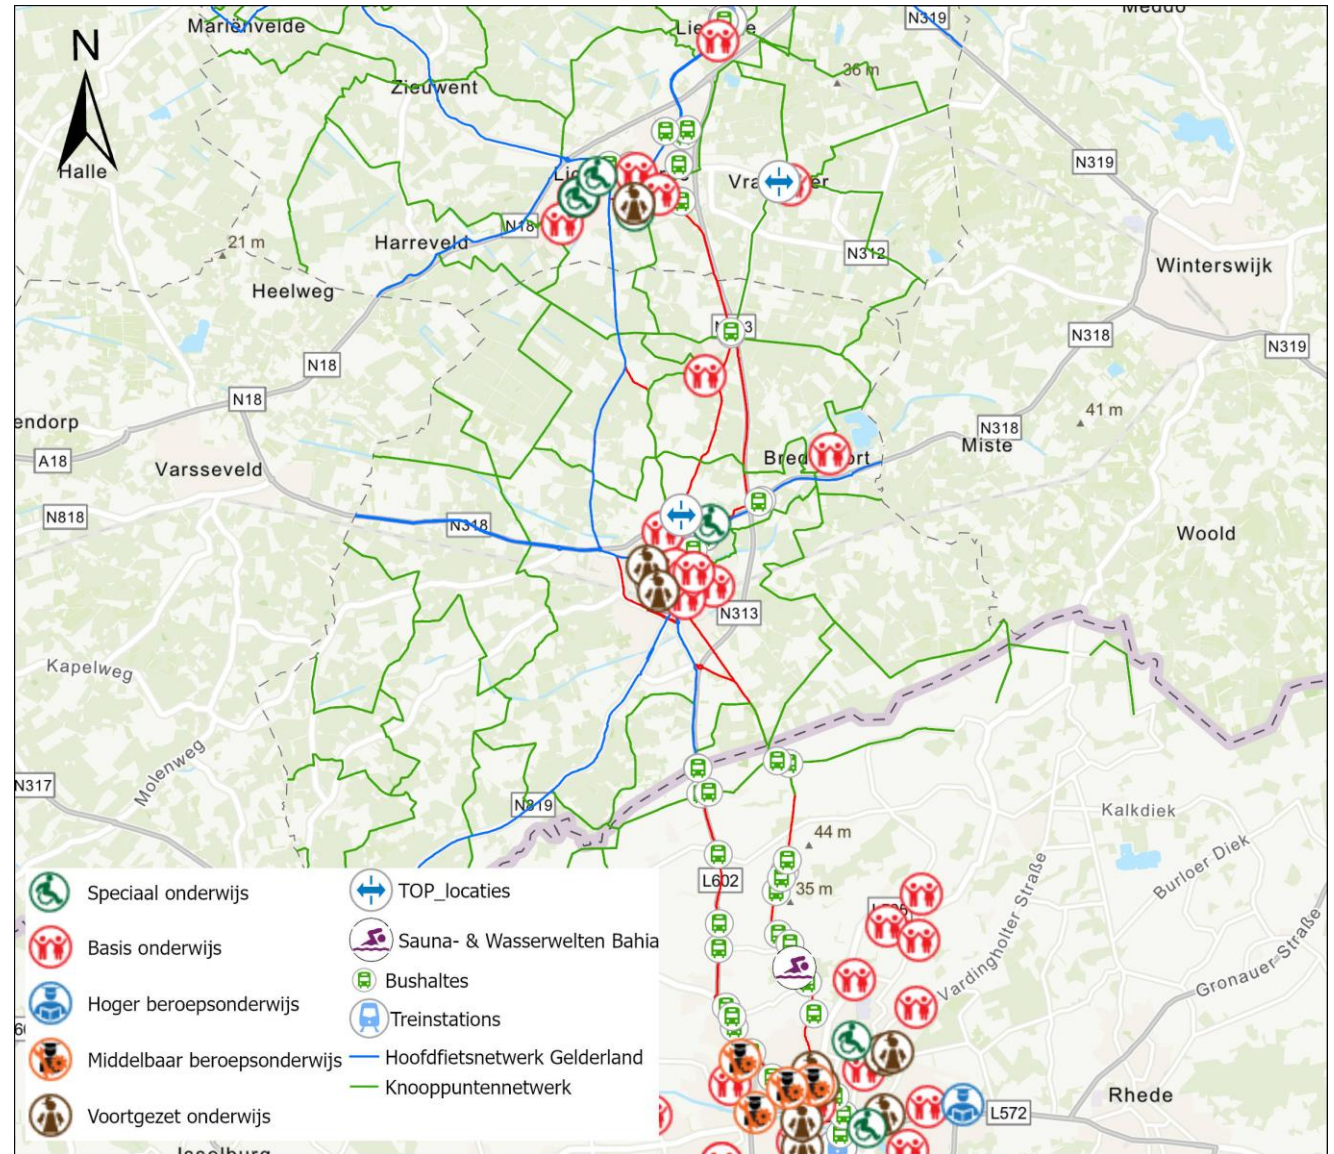 Mariënvelde
N319
Meddo
N
Zieuwent
36 m
Halle
N319
N18
Harreveld
21 m
N312
Winterswijk
Heelweg
N318
N319
N18
N18
41 m
N318
Miste
A18
Varsseveld
N818
N318
Woold
N313
Kapelweg
Molenweg
N317
N319
Kalkdiek
44 m
Burloer Diek
L602
35 m
Vardingholter Straße
Gronauer Straße
Rhede
L572
Speciaal onderwijs
Basis onderwijs
Hoger beroepsonderwijs
Middelbaar beroepsonderwijs
Voortgezet onderwijs
TOP_locaties
Sauna- & Wasserwelten Bahia
Bushaltes
Treinstations
Hoofdfietsnetwerk Gelderland
Knooppuntennetwerk